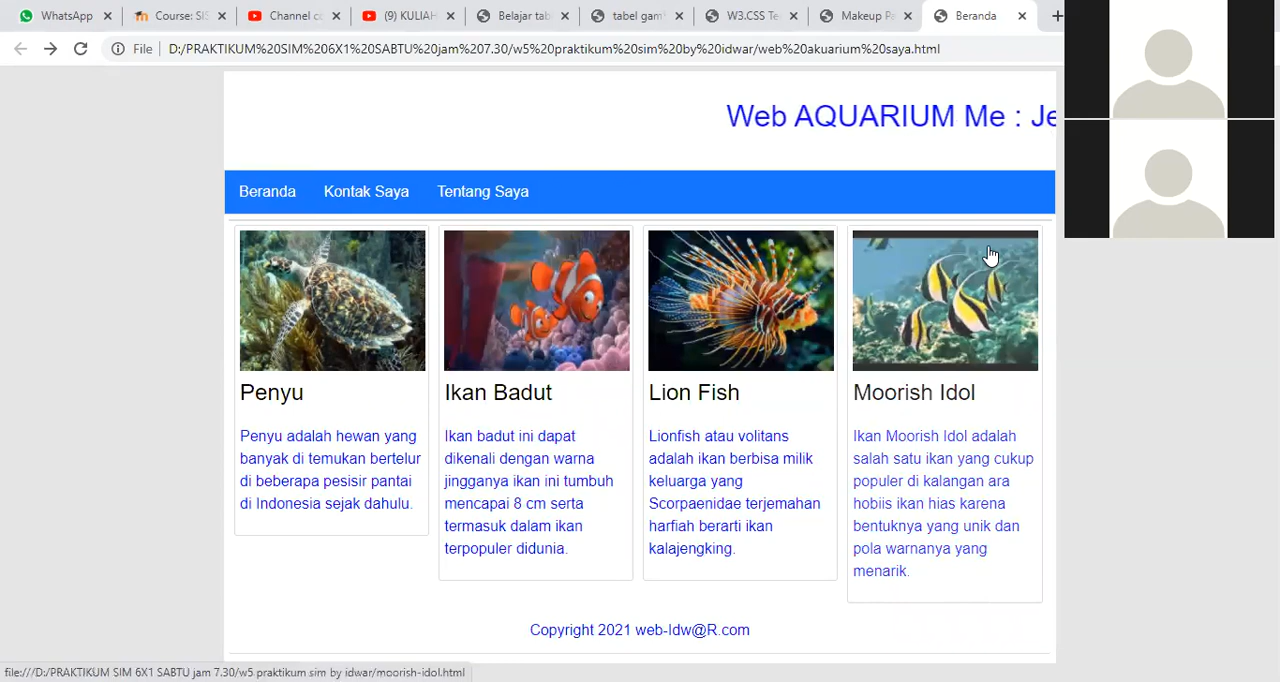 WhatsApp
Course: SIS
Channel co
(9) KULIAH
Belajar tab
tabel gam
W3.CSS Te
Makeup Pa
Beranda
File
D:/PRAKTIKUM%20SIM%206X1%20SABTU%20jam%207.30/w5%20praktikum%20sim%20by%20idwar/web%20akuarium%20saya.html
Web AQUARIUM Me : Je
Beranda Kontak Saya Tentang Saya
Penyu
Penyu adalah hewan yang
banyak di temukan bertelur
di beberapa pesisir pantai
di Indonesia sejak dahulu.
Ikan Badut
Ikan badut ini dapat
dikenali dengan warna
jingganya ikan ini tumbuh
mencapai 8 cm serta
termasuk dalam ikan
terpopuler didunia.
Lion Fish
Lionfish atau volitans
adalah ikan berbisa milik
keluarga yang
Scorpaenidae terjemahan
harfiah berarti ikan
kalajengking.
Moorish Idol
Ikan Moorish Idol adalah
salah satu ikan yang cukup
populer di kalangan ara
hobiis ikan hias karena
bentuknya yang unik dan
pola warnanya yang
menarik.
Copyright 2021 web-Idw@R.com
file:///D:/PRAKTIKUM SIM 6X1 SABTU jam 7.30/w5 praktikum sim by idwar/moorish-idol.html